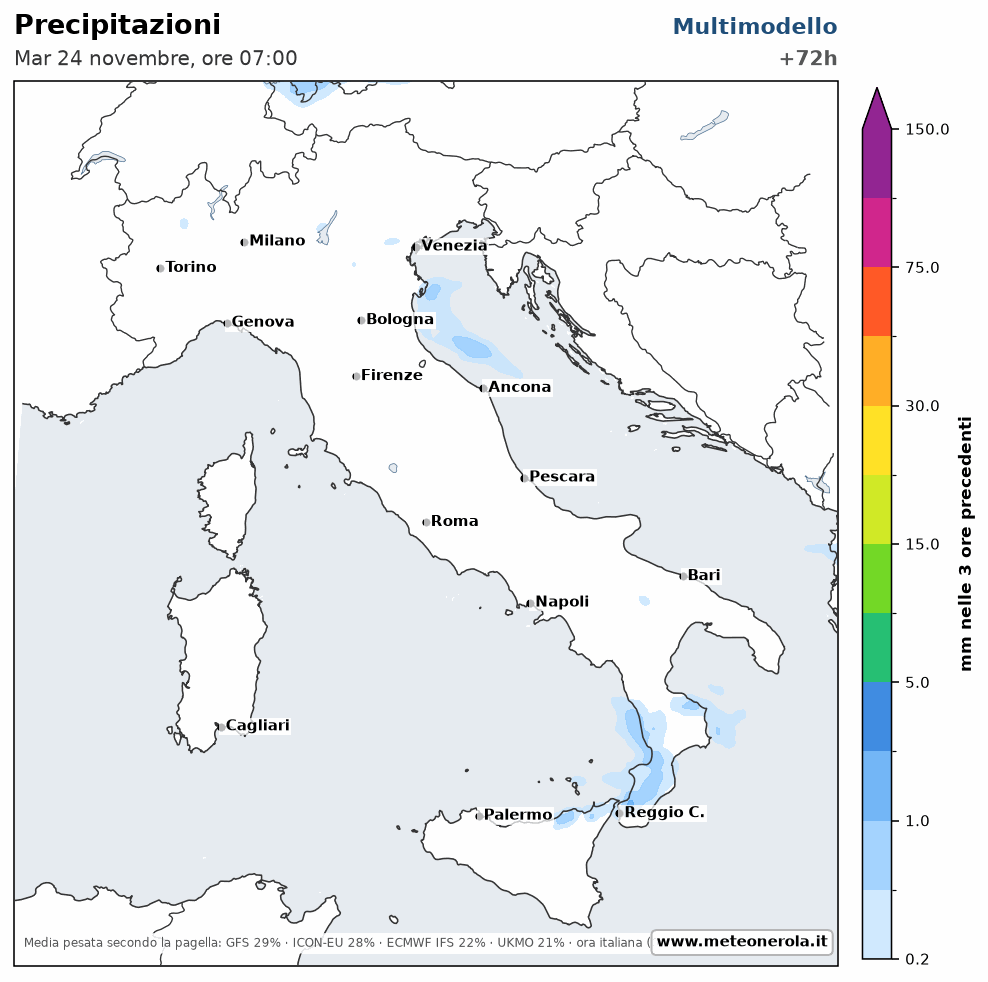 Precipitazioni
Multimodello
Mar 24 novembre, ore 07:00
+72h
150.0
75.0
30.0
15.0
5.0
1.0
0.2
mm nelle 3 ore precedenti
Milano
Venezia
Torino
Genova
Bologna
Firenze
Ancona
Pescara
Roma
Bari
Napoli
Cagliari
Palermo
Reggio C.
Media pesata secondo la pagella: GFS 29% · ICON-EU 28% · ECMWF IFS 22% · UKMO 21% · ora italiana (
www.meteonerola.it